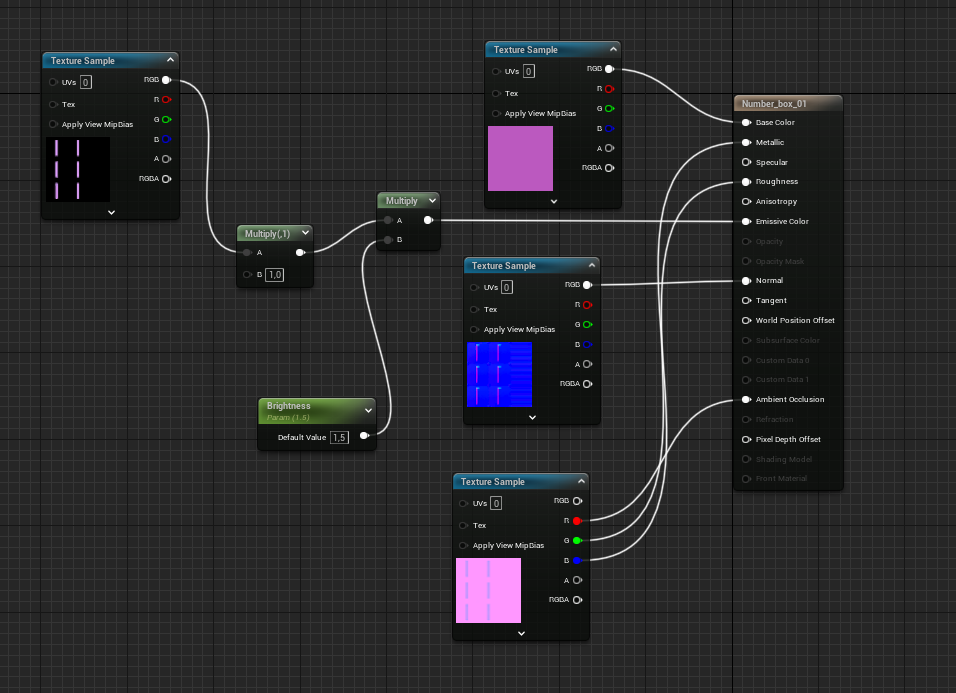 Texture Sample
UVs 0
Tex
Apply View MipBias
RGB
R
G
B
A
RGBA
Multiply(,1)
A
B 1,0
Multiply
A
B
Brightness
Param (1.5)
Default Value 1,5
Texture Sample
UVs 0
Tex
Apply View MipBias
RGB
R
G
B
A
RGBA
Texture Sample
UVs 0
Tex
Apply View MipBias
RGB
R
G
B
A
RGBA
Texture Sample
UVs 0
Tex
Apply View MipBias
RGB
R
G
B
A
RGBA
Number_box_01
Base Color
Metallic
Specular
Roughness
Anisotropy
Emissive Color
Opacity
Opacity Mask
Normal
Tangent
World Position Offset
Subsurface Color
Custom Data 0
Custom Data 1
Ambient Occlusion
Refraction
Pixel Depth Offset
Shading Model
Front Material